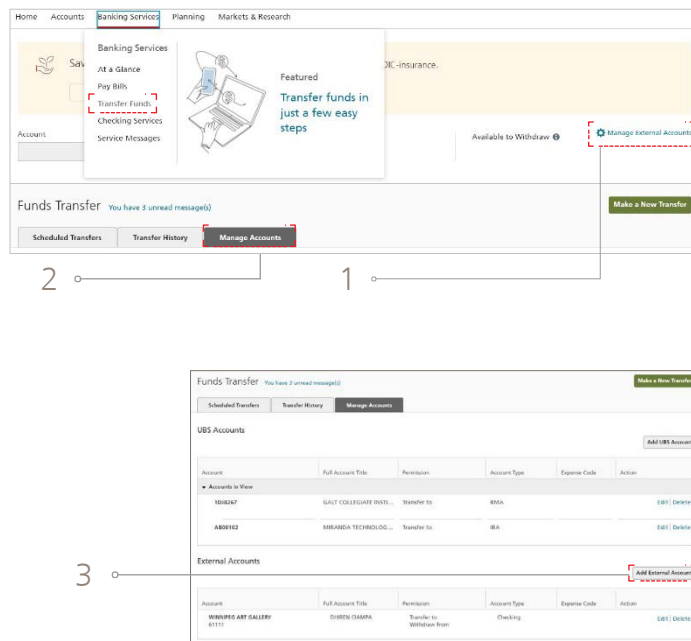 Home Accounts Banking Services Planning Markets & Research
Banking Services
At a Glance
Pay Bills
Transfer Funds
Checking Services
Service Messages
Featured
Transfer funds in
just a few easy
steps
Sav
DIC-insurance.
Account
Available to Withdraw
Manage External Accounts
Funds Transfer You have 3 unread message(s)
Make a New Transfer
Scheduled Transfers Transfer History Manage Accounts
2 1
Funds Transfer You have 3 unread message(s)
Make a New Transfer
Scheduled Transfers Transfer History Manage Accounts
UBS Accounts
Add UBS Account
Account Full Account Title Permission Account Type Expense Code Action
Accounts in View
GALT COLLEGIATE INSTI... Transfer to RMA Edit | Delete
AB00102 MIRANDA TECHNOLOG... Transfer to IRA Edit | Delete
External Accounts
3
Add External Account
Account Full Account Title Permission Account Type Expense Code Action
WINNIPEG ART GALLERY DHREN CIAMPA Transfer to Checking Edit | Delete
61111 Withdraw from